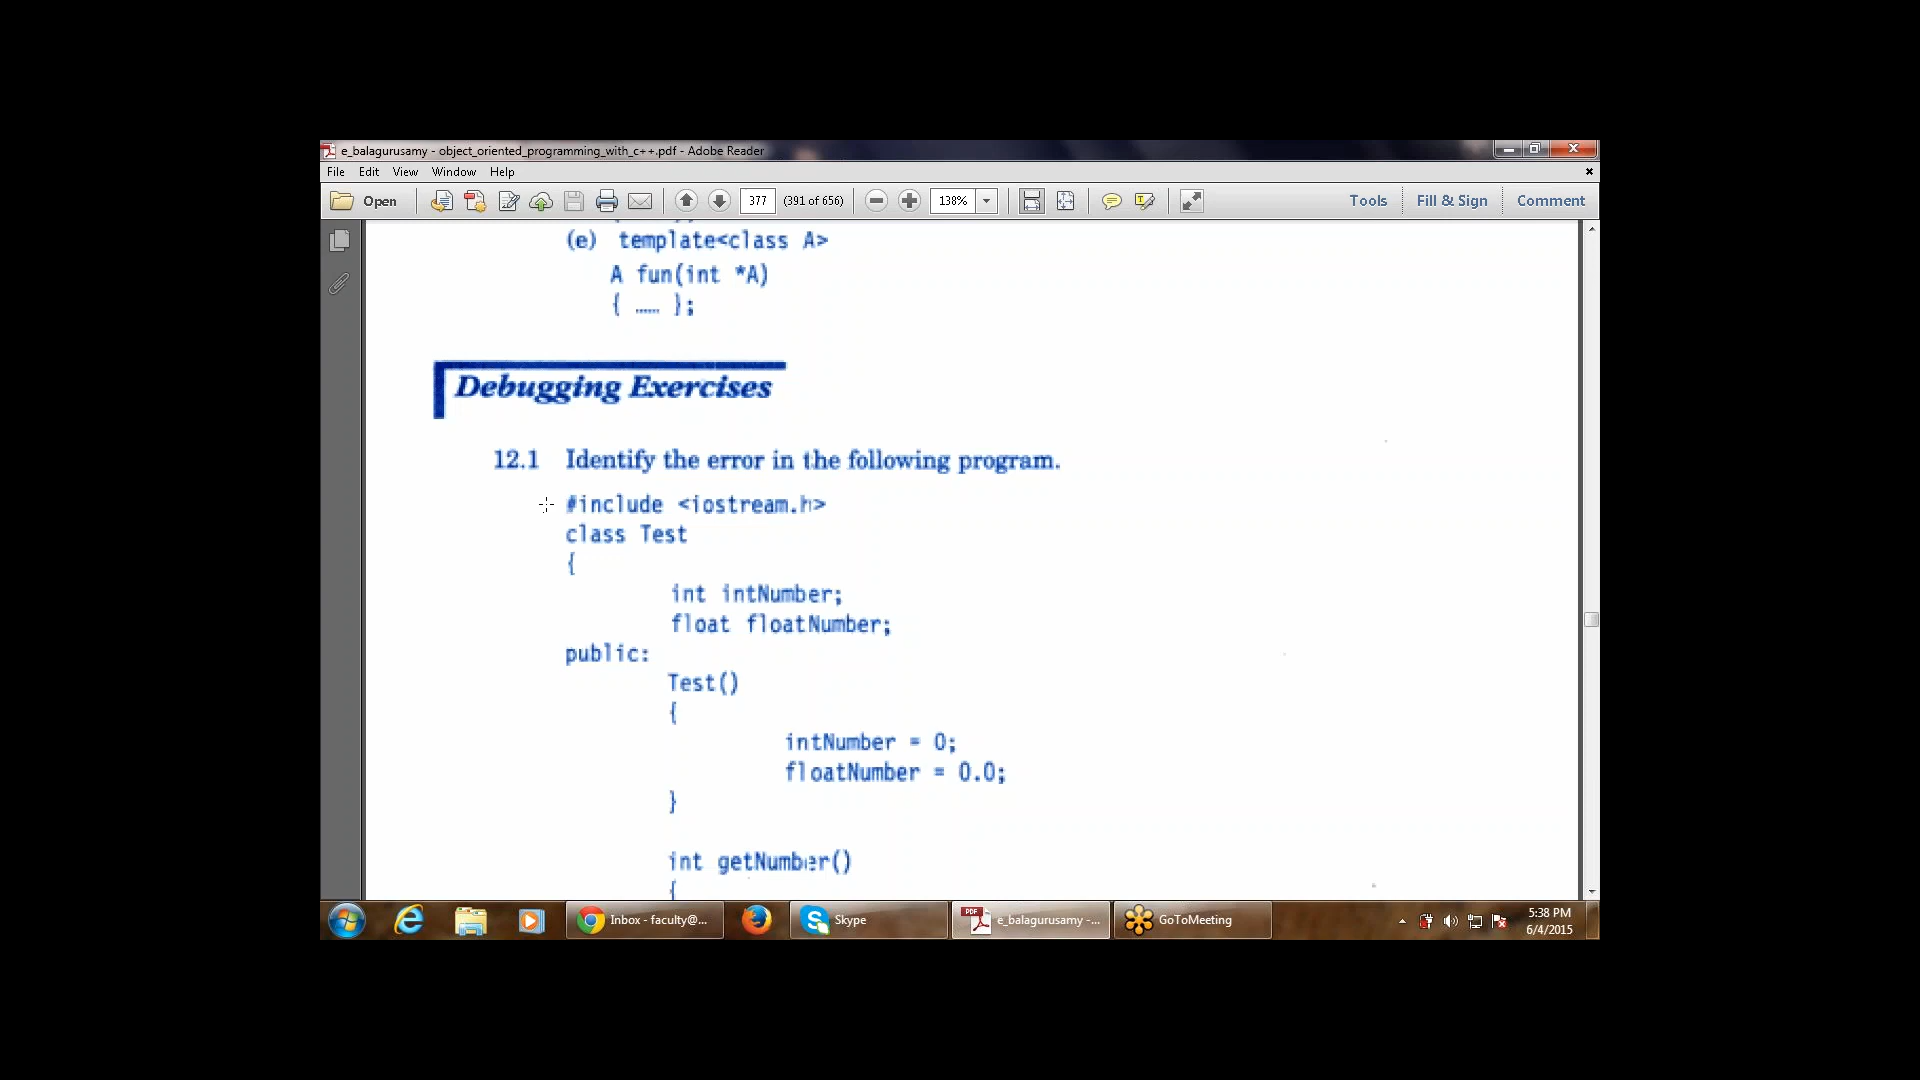 e_balagurusamy - object_oriented_programming_with_c++.pdf - Adobe Reader
File Edit View Window Help
Open 377 (391 of 656) 138% Tools Fill & Sign Comment
(e) template<class A>
A fun(int *A)
{ ...... };
Debugging Exercises
12.1 Identify the error in the following program.
#include <iostream.h>
class Test
{
int intNumber;
float floatNumber;
public:
Test()
{
intNumber = 0;
floatNumber = 0.0;
}
int getNumber()
{
Inbox - faculty@... Skype e_balagurusamy -... GoToMeeting
5:38 PM
6/4/2015